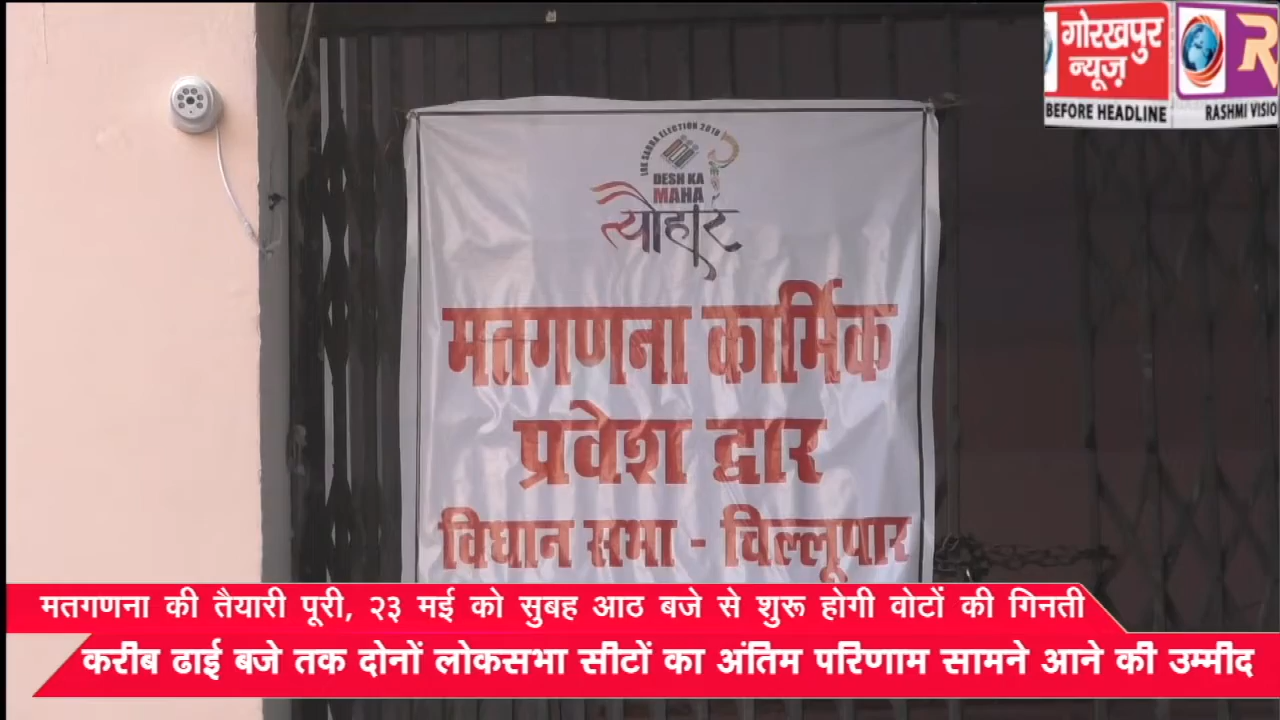 गोरखपुर
न्यूज़
BEFORE HEADLINE
R
RASHMI VISIO
LOK SABHA ELECTION 2019
DESH KA
MAHA
त्यौहार
मतगणना कार्मिक
प्रवेश द्वार
विधान सभा - चिल्लूपार
मतगणना की तैयारी पूरी, २३ मई को सुबह आठ बजे से शुरू होगी वोटों की गिनती
करीब ढाई बजे तक दोनों लोकसभा सीटों का अंतिम परिणाम सामने आने की उम्मीद